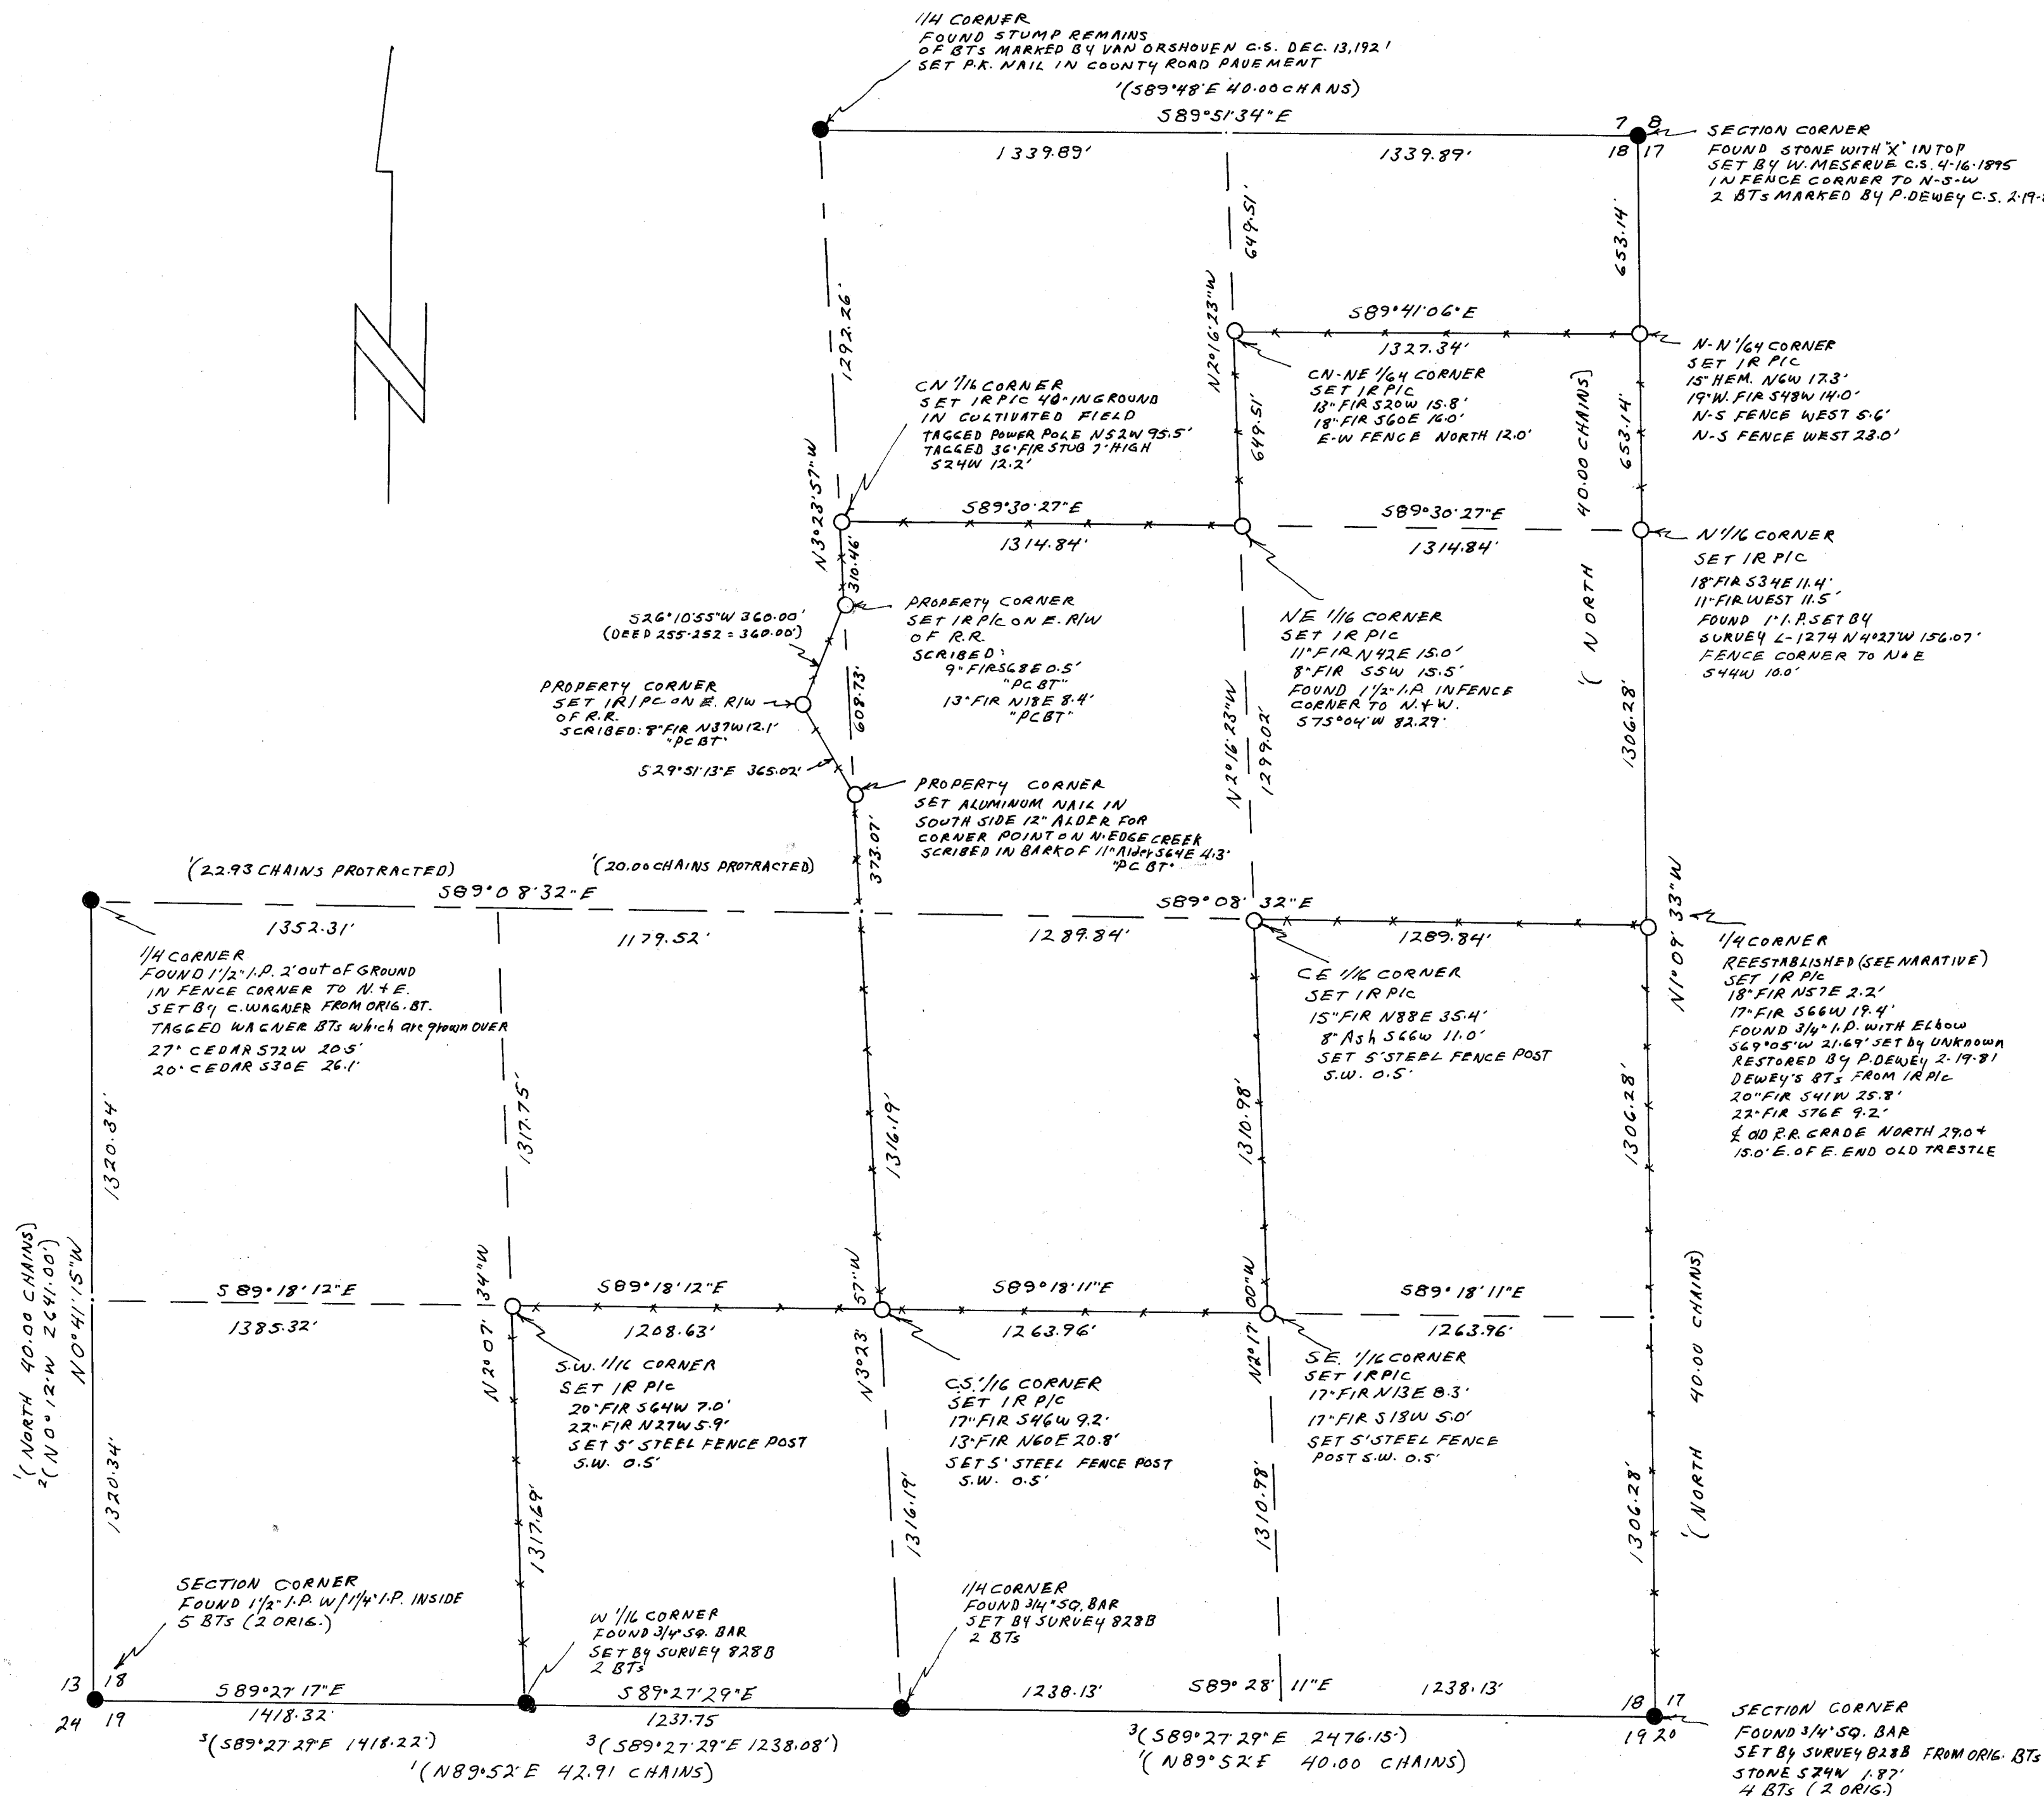 1/4 CORNER
FOUND STUMP REMAINS
OF BTs MARKED BY VAN ORSHOVEN C.S. DEC. 13, 1921
SET P.K. NAIL IN COUNTY ROAD PAVEMENT
1(S89°48'E 40.00 CHANS)
S89°51'34"E
1339.89'
1339.89'
7 8
18 17
SECTION CORNER
FOUND STONE WITH "X" IN TOP
SET BY W. MESERVE C.S. 4-16-1895
IN FENCE CORNER TO N-S-W
2 BTs MARKED BY P. DEWEY C.S. 2-19-
649.51'
653.14'
1292.26'
N2°16'23"W
S89°41'06"E
1327.34'
N-N 1/64 CORNER
SET IR P/C
15" HEM. N6W 17.3'
19" W. FIR S48W 14.0'
N-S FENCE WEST 5.6'
N-S FENCE WEST 23.0'
CN-NE 1/64 CORNER
SET IR P/C
13" FIR S20W 15.8'
18" FIR S60E 16.0'
E-W FENCE NORTH 12.0'
CN 1/16 CORNER
SET IR P/C 40" IN GROUND
IN CULTIVATED FIELD
TAGGED POWER POLE N52W 95.5'
TAGGED 36" FIR STUB 7' HIGH
S24W 12.2'
649.51'
653.14'
1(NORTH 40.00 CHAINS)
N3°23'57"W
S89°30'27"E
1314.84'
S89°30'27"E
1314.84'
310.46'
N 1/16 CORNER
SET IR P/C
18" FIR S34E 11.4'
11" FIR WEST 11.5'
FOUND 1" I.P. SET BY
SURVEY L-1274 N4°27'W 156.07'
FENCE CORNER TO N&E
S44W 10.0'
S26°10'55"W 360.00'
(DEED 255-252 = 360.00')
PROPERTY CORNER
SET IR P/C ON E. R/W
OF R.R.
SCRIBED:
9" FIR S68E 0.5'
"PC BT"
13" FIR N18E 8.4'
"PCBT"
NE 1/16 CORNER
SET IR P/C
11" FIR N42E 15.0'
8" FIR S5W 15.5'
FOUND 1 1/2" I.P. IN FENCE
CORNER TO N.+W.
S75°04'W 82.29'
PROPERTY CORNER
SET IR/PC ON E. R/W
OF R.R.
SCRIBED: 8" FIR N37W 12.1'
"PC BT"
608.73'
S29°51'13"E 365.02'
N2°16'23"W
1299.02'
1306.28'
PROPERTY CORNER
SET ALUMINUM NAIL IN
SOUTH SIDE 12" ALDER FOR
CORNER POINT ON N. EDGE CREEK
SCRIBED IN BARK OF 11" Alder S64E 4.3'
"PC BT"
373.07'
1(22.93 CHAINS PROTRACTED)
1(20.00 CHAINS PROTRACTED)
S89°08'32"E
1352.31'
1179.52'
S89°08'32"E
1289.84'
1289.84'
N1°09'33"W
1/4 CORNER
FOUND 1 1/2" I.P. 2' out OF GROUND
IN FENCE CORNER TO N.+E.
SET BY C. WAGNER FROM ORIG. BT.
TAGGED WAGNER BTs which are grown OVER
27" CEDAR S72W 20.5'
20" CEDAR S30E 26.1'
CE 1/16 CORNER
SET IR P/C
15" FIR N88E 35.4'
8" Ash S66W 11.0'
SET 5' STEEL FENCE POST
S.W. 0.5'
1/4 CORNER
REESTABLISHED (SEE NARATIVE)
SET IR P/C
18" FIR N57E 2.2'
17" FIR S66W 19.4'
FOUND 3/4" I.P. WITH ELbow
S69°05'W 21.69' SET by UNKNOWN
RESTORED BY P. DEWEY 2-19-81
DEWEY'S BTs FROM IR P/C
20" FIR S41W 25.8'
22" FIR S76E 9.2'
℄ OLD R.R. GRADE NORTH 29.0 +
15.0' E. OF E. END OLD TRESTLE
1320.34'
1317.75'
1316.19'
1310.98'
1306.28'
1(NORTH 40.00 CHAINS)
2(N0°12'W 2641.00')
N0°41'15"W
S89°18'12"E
1385.32'
N2°07'34"W
S89°18'12"E
1208.63'
N3°23'57"W
S89°18'11"E
1263.96'
N2°17'00"W
S89°18'11"E
1263.96'
1(NORTH 40.00 CHAINS)
S.W. 1/16 CORNER
SET IR P/C
20" FIR S64W 7.0'
22" FIR N27W 5.9'
SET 5' STEEL FENCE POST
S.W. 0.5'
C.S. 1/16 CORNER
SET IR P/C
17" FIR S46W 9.2'
13" FIR N60E 20.8'
SET 5' STEEL FENCE POST
S.W. 0.5'
SE. 1/16 CORNER
SET IR P/C
17" FIR N13E 8.3'
17" FIR S18W 5.0'
SET 5' STEEL FENCE
POST S.W. 0.5'
1320.34'
1317.69'
1316.19'
1310.98'
1306.28'
SECTION CORNER
FOUND 1 1/2" I.P. W/ 1 1/4" I.P. INSIDE
5 BTs (2 ORIG.)
W 1/16 CORNER
FOUND 3/4" SQ. BAR
SET BY SURVEY 828B
2 BTs
1/4 CORNER
FOUND 3/4" SQ. BAR
SET BY SURVEY 828B
2 BTs
13 18
24 19
S89°27'17"E
1418.32'
3(S89°27'29"E 1418.22')
S89°27'29"E
1237.75
3(S89°27'29"E 1238.08')
1(N89°52'E 42.91 CHAINS)
1238.13'
S89°28'11"E
1238.13'
3(S89°27'29"E 2476.15')
1(N89°52'E 40.00 CHAINS)
18 17
19 20
SECTION CORNER
FOUND 3/4" SQ. BAR
SET BY SURVEY 828B FROM ORIG. BTs
STONE S74W 1.87'
4 BTs (2 ORIG.)